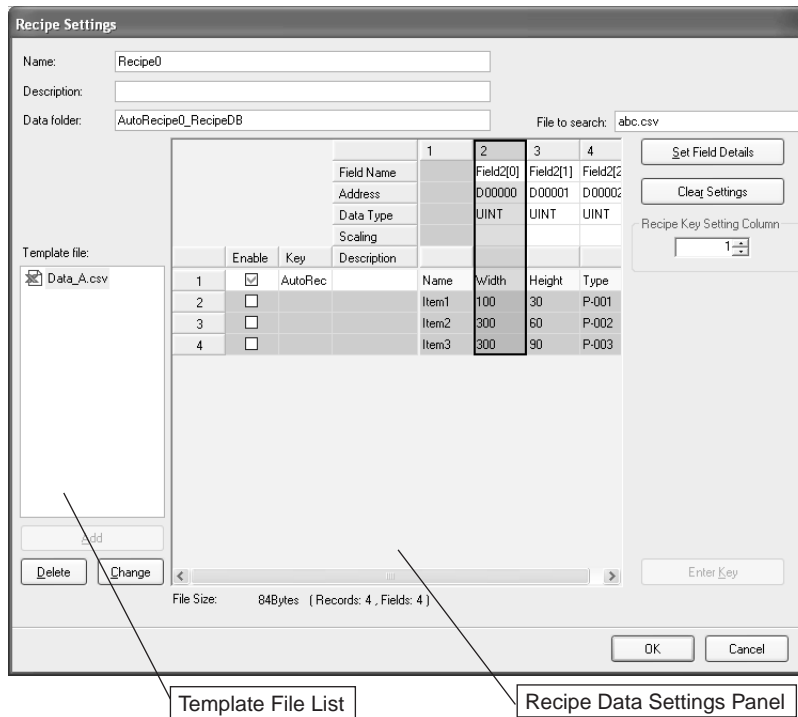 Recipe Settings
Name: Recipe0
Description:
Data folder: AutoRecipe0_RecipeDB File to search: abc.csv
1 2 3 4 Set Field Details
Field Name Field2[0] Field2[1] Field2[2
Address D00000 D00001 D00002 Clear Settings
Data Type UINT UINT UINT
Recipe Key Setting Column
Scaling
1
Template file: Enable Key Description
Data_A.csv
1 AutoRec Name Width Height Type
2 Item1 100 30 P-001
3 Item2 300 60 P-002
4 Item3 300 90 P-003
Add
Delete Change Enter Key
File Size: 84Bytes ( Records: 4 , Fields: 4 )
OK Cancel
Template File List Recipe Data Settings Panel